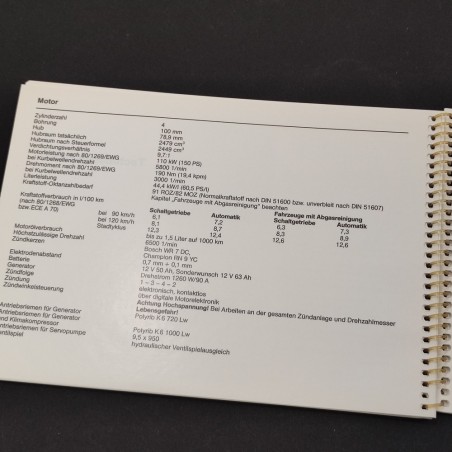 Motor
Zylinderzahl 4
Bohrung 100 mm
Hub 78,9 mm
Hubraum tatsächlich 2479 cm³
Hubraum nach Steuerformel 2449 cm³
Verdichtungsverhältnis 9,7:1
Motorleistung nach 80/1269/EWG 110 kW (150 PS)
bei Kurbelwellendrehzahl 5800 1/min
Drehmoment nach 80/1269/EWG 190 Nm (19,4 kpm)
bei Kurbelwellendrehzahl 3000 1/min
Literleistung 44,4 kW/l (60,5 PS/l)
Kraftstoff-Oktanzahlbedarf 91 ROZ/82 MOZ (Normalkraftstoff nach DIN 51600 bzw. unverbleit nach DIN 51607)
Kapitel „Fahrzeuge mit Abgasreinigung" beachten
Kraftstoffverbrauch in l/100 km Schaltgetriebe Automatik Fahrzeuge mit Abgasreinigung
(nach 80/1268/EWG Schaltgetriebe Automatik
bzw. ECE A 70) bei 90 km/h 6,1 7,2 6,3 7,3
bei 120 km/h 8,1 8,7 8,3 8,9
Stadtzyklus 12,3 12,4 12,6 12,6
Motorölverbrauch bis zu 1,5 Liter auf 1000 km
Höchstzulässige Drehzahl 6500 1/min
Zündkerzen Bosch WR 7 DC,
Champion RN 9 YC
Elektrodenabstand 0,7 mm + 0,1 mm
Batterie 12 V 50 Ah, Sonderwunsch 12 V 63 Ah
Generator Drehstrom 1260 W/90 A
Zündfolge 1 – 3 – 4 – 2
Zündung elektronisch, kontaktlos
Zündwinkelsteuerung über digitale Motorelektronik
Achtung Hochspannung! Bei Arbeiten an der gesamten Zündanlage und Drehzahlmesser
Lebensgefahr!
Antriebsriemen für Generator Polyrib K 6 720 Lw
Antriebsriemen für Generator
und Klimakompressor Polyrib K 6 1000 Lw
Antriebsriemen für Servopumpe 9,5 x 950
Ventilspiel hydraulischer Ventilspielausgleich